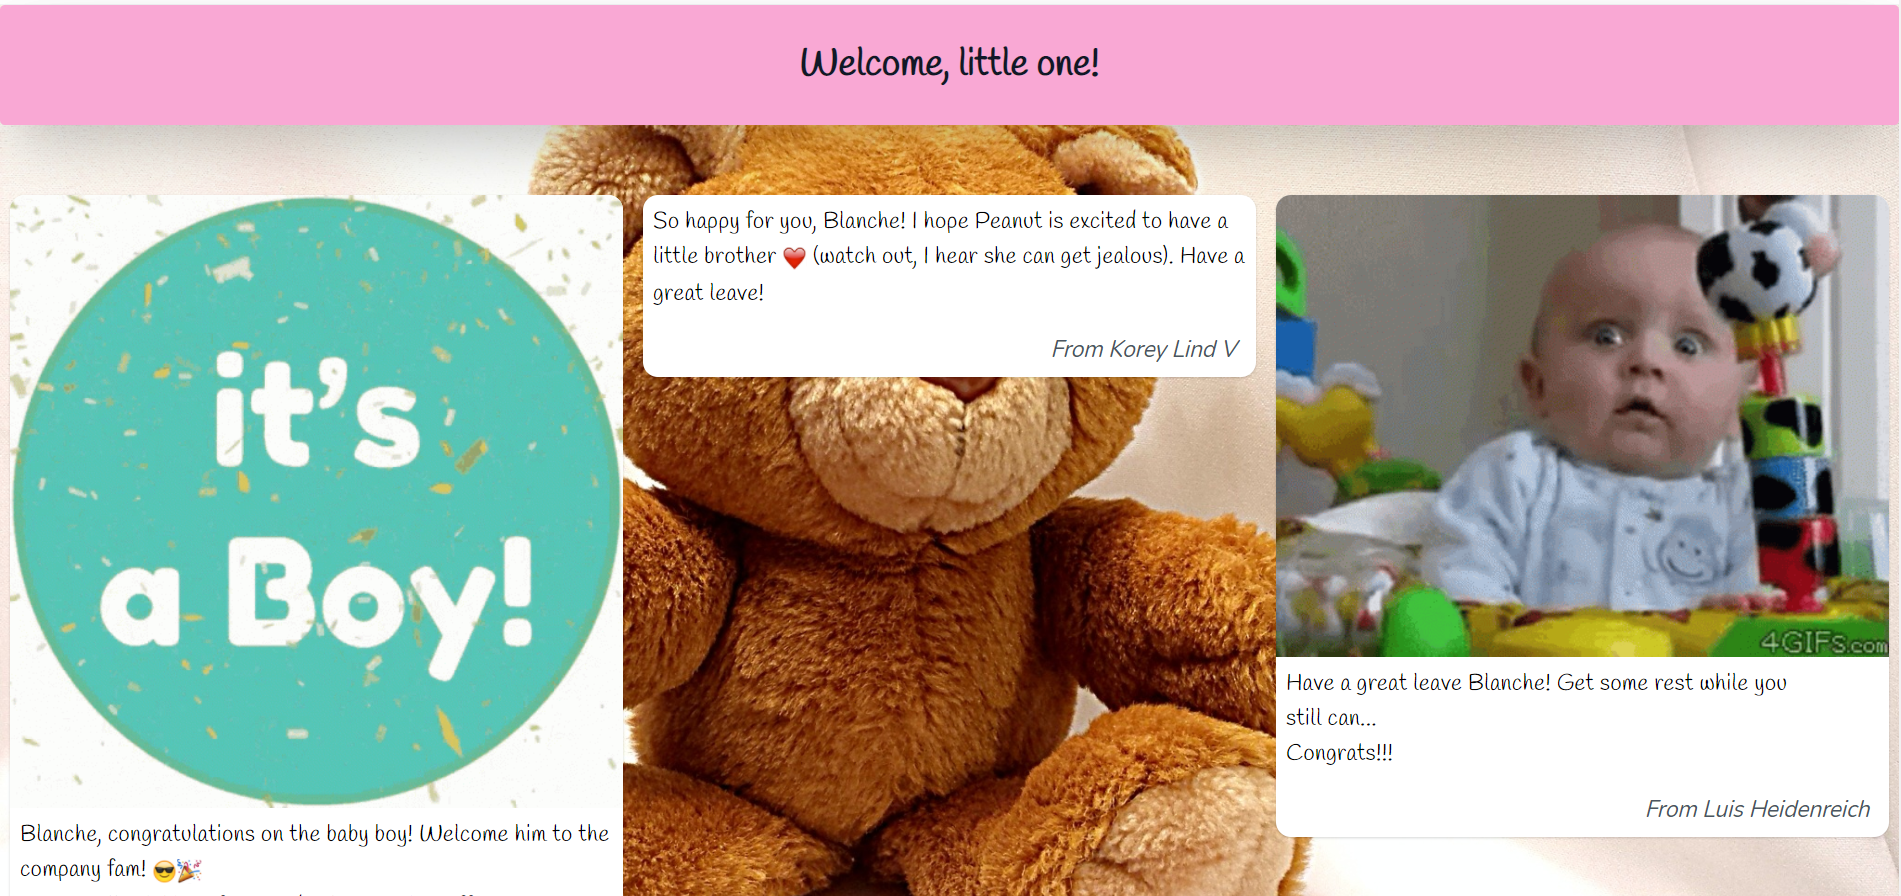 Welcome, little one!
it's
a Boy!
Blanche, congratulations on the baby boy! Welcome him to the
company fam! 😎🎉
So happy for you, Blanche! I hope Peanut is excited to have a
little brother ❤️ (watch out, I hear she can get jealous). Have a
great leave!
From Korey Lind V
4GIFs.com
Have a great leave Blanche! Get some rest while you
still can...
Congrats!!!
From Luis Heidenreich